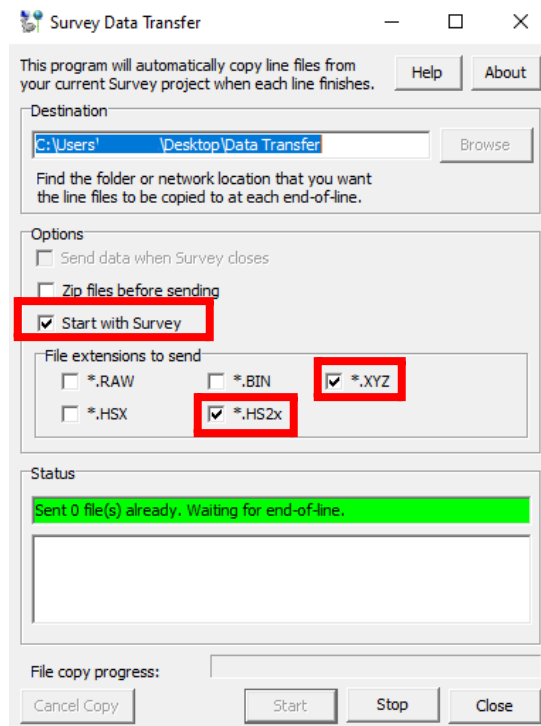 Survey Data Transfer
This program will automatically copy line files from
your current Survey project when each line finishes.
Help
About
Destination
C:\Users' \Desktop\Data Transfer
Browse
Find the folder or network location that you want
the line files to be copied to at each end-of-line.
Options
Send data when Survey closes
Zip files before sending
Start with Survey
File extensions to send
*.RAW
*.BIN
*.XYZ
*.HSX
*.HS2x
Status
Sent 0 file(s) already. Waiting for end-of-line.
File copy progress:
Cancel Copy
Start
Stop
Close